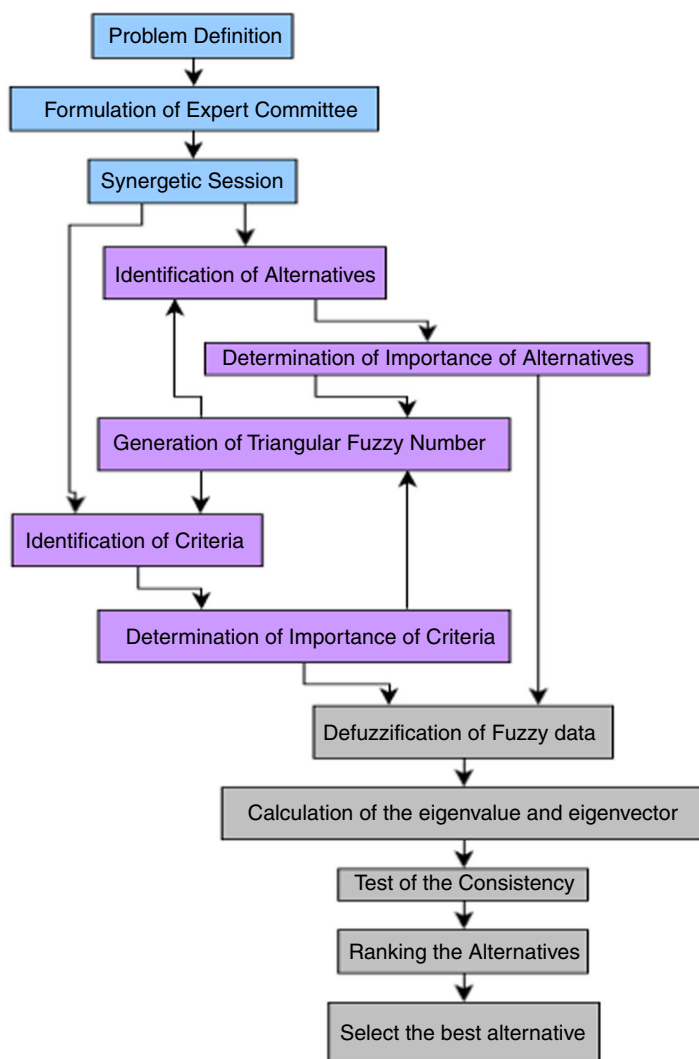 Problem Definition
Formulation of Expert Committee
Synergetic Session
Identification of Alternatives
Determination of Importance of Alternatives
Generation of Triangular Fuzzy Number
Identification of Criteria
Determination of Importance of Criteria
Defuzzification of Fuzzy data
Calculation of the eigenvalue and eigenvector
Test of the Consistency
Ranking the Alternatives
Select the best alternative